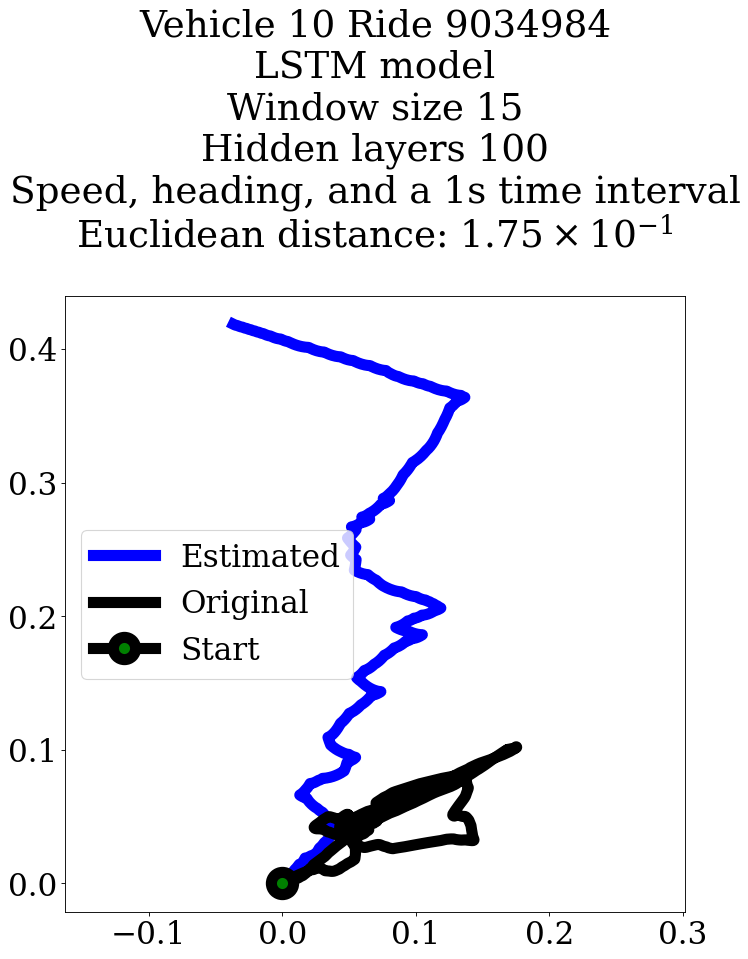 Vehicle 10 Ride 9034984
LSTM model
Window size 15
Hidden layers 100
Speed, heading, and a 1s time interval
Euclidean distance: 1.75 × 10⁻¹
0.4
0.3
0.2
0.1
0.0
Estimated
Original
Start
−0.1 0.0 0.1 0.2 0.3